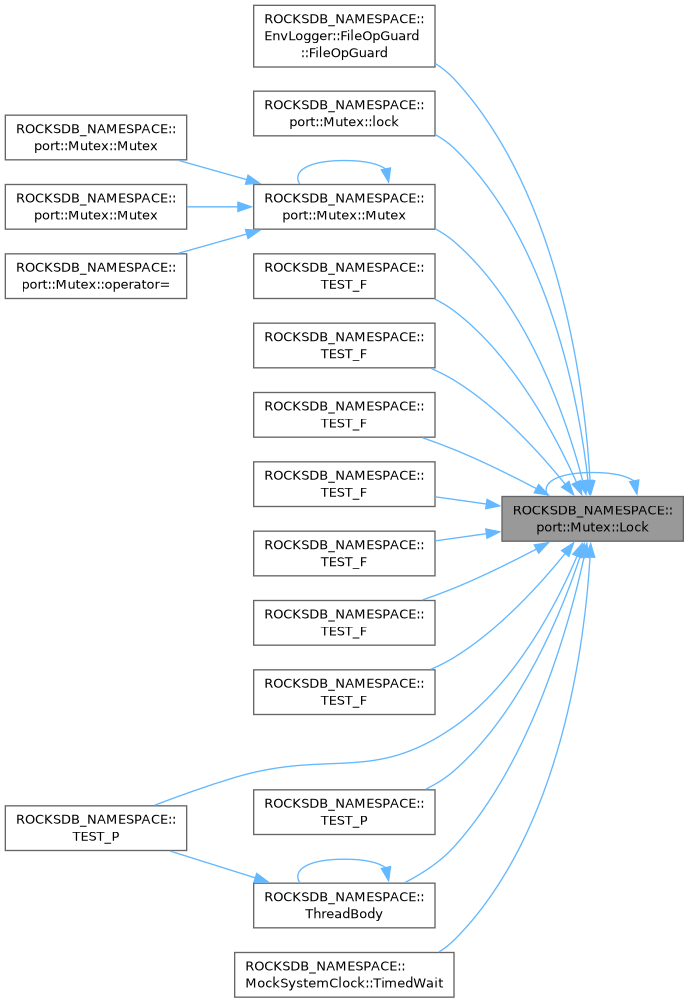 ROCKSDB_NAMESPACE::
EnvLogger::FileOpGuard
::FileOpGuard
ROCKSDB_NAMESPACE::
port::Mutex::lock
ROCKSDB_NAMESPACE::
port::Mutex::Mutex
ROCKSDB_NAMESPACE::
port::Mutex::Mutex
ROCKSDB_NAMESPACE::
port::Mutex::Mutex
ROCKSDB_NAMESPACE::
port::Mutex::operator=
ROCKSDB_NAMESPACE::
TEST_F
ROCKSDB_NAMESPACE::
TEST_F
ROCKSDB_NAMESPACE::
TEST_F
ROCKSDB_NAMESPACE::
TEST_F
ROCKSDB_NAMESPACE::
port::Mutex::Lock
ROCKSDB_NAMESPACE::
TEST_F
ROCKSDB_NAMESPACE::
TEST_F
ROCKSDB_NAMESPACE::
TEST_F
ROCKSDB_NAMESPACE::
TEST_P
ROCKSDB_NAMESPACE::
TEST_P
ROCKSDB_NAMESPACE::
ThreadBody
ROCKSDB_NAMESPACE::
MockSystemClock::TimedWait